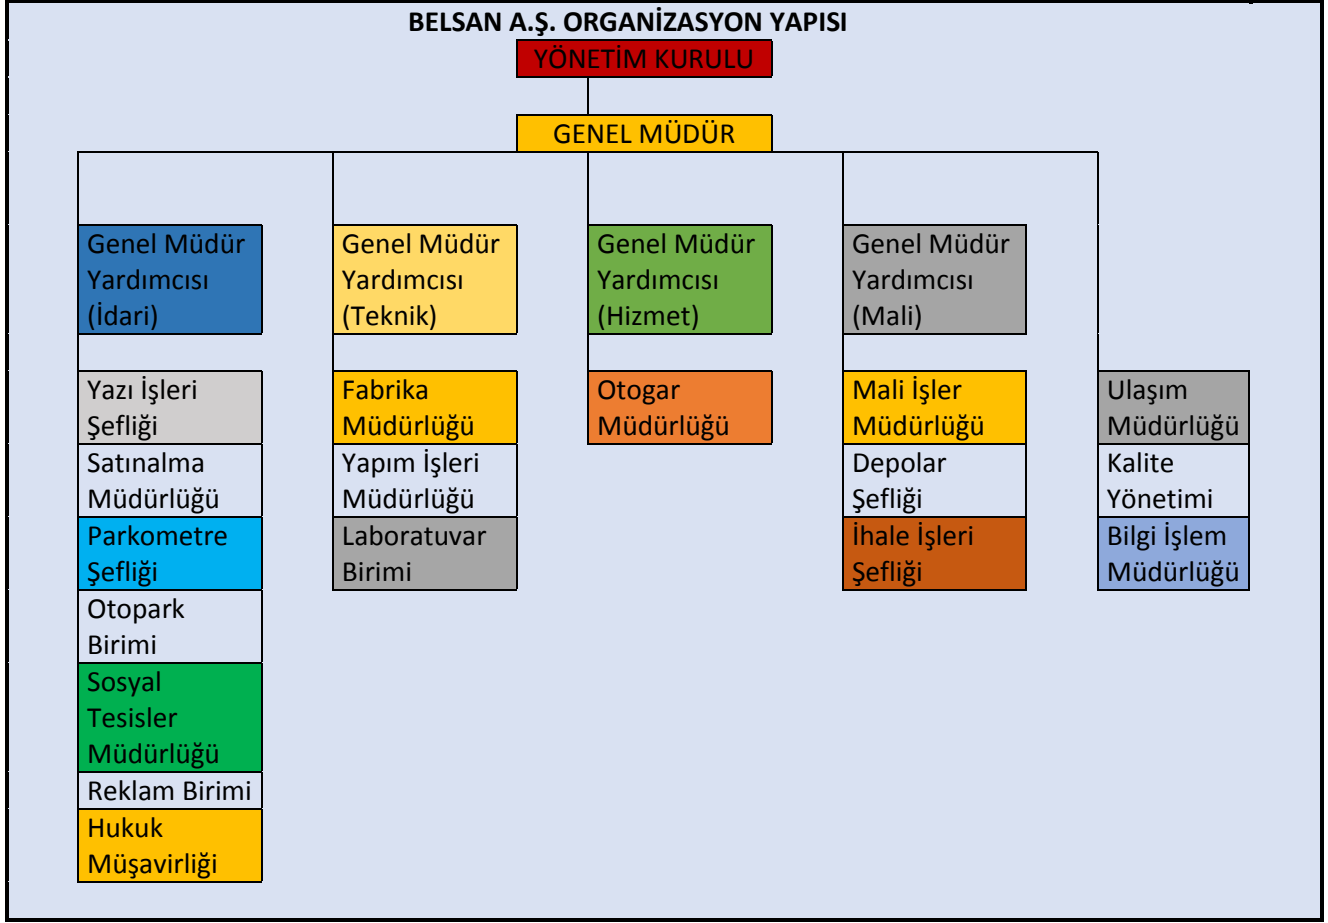 BELSAN A.Ş. ORGANİZASYON YAPISI
YÖNETİM KURULU
GENEL MÜDÜR
Genel Müdür
Yardımcısı
(İdari)
Genel Müdür
Yardımcısı
(Teknik)
Genel Müdür
Yardımcısı
(Hizmet)
Genel Müdür
Yardımcısı
(Mali)
Yazı İşleri
Şefliği
Satınalma
Müdürlüğü
Parkometre
Şefliği
Otopark
Birimi
Sosyal
Tesisler
Müdürlüğü
Reklam Birimi
Hukuk
Müşavirliği
Fabrika
Müdürlüğü
Yapım İşleri
Müdürlüğü
Laboratuvar
Birimi
Otogar
Müdürlüğü
Mali İşler
Müdürlüğü
Depolar
Şefliği
İhale İşleri
Şefliği
Ulaşım
Müdürlüğü
Kalite
Yönetimi
Bilgi İşlem
Müdürlüğü